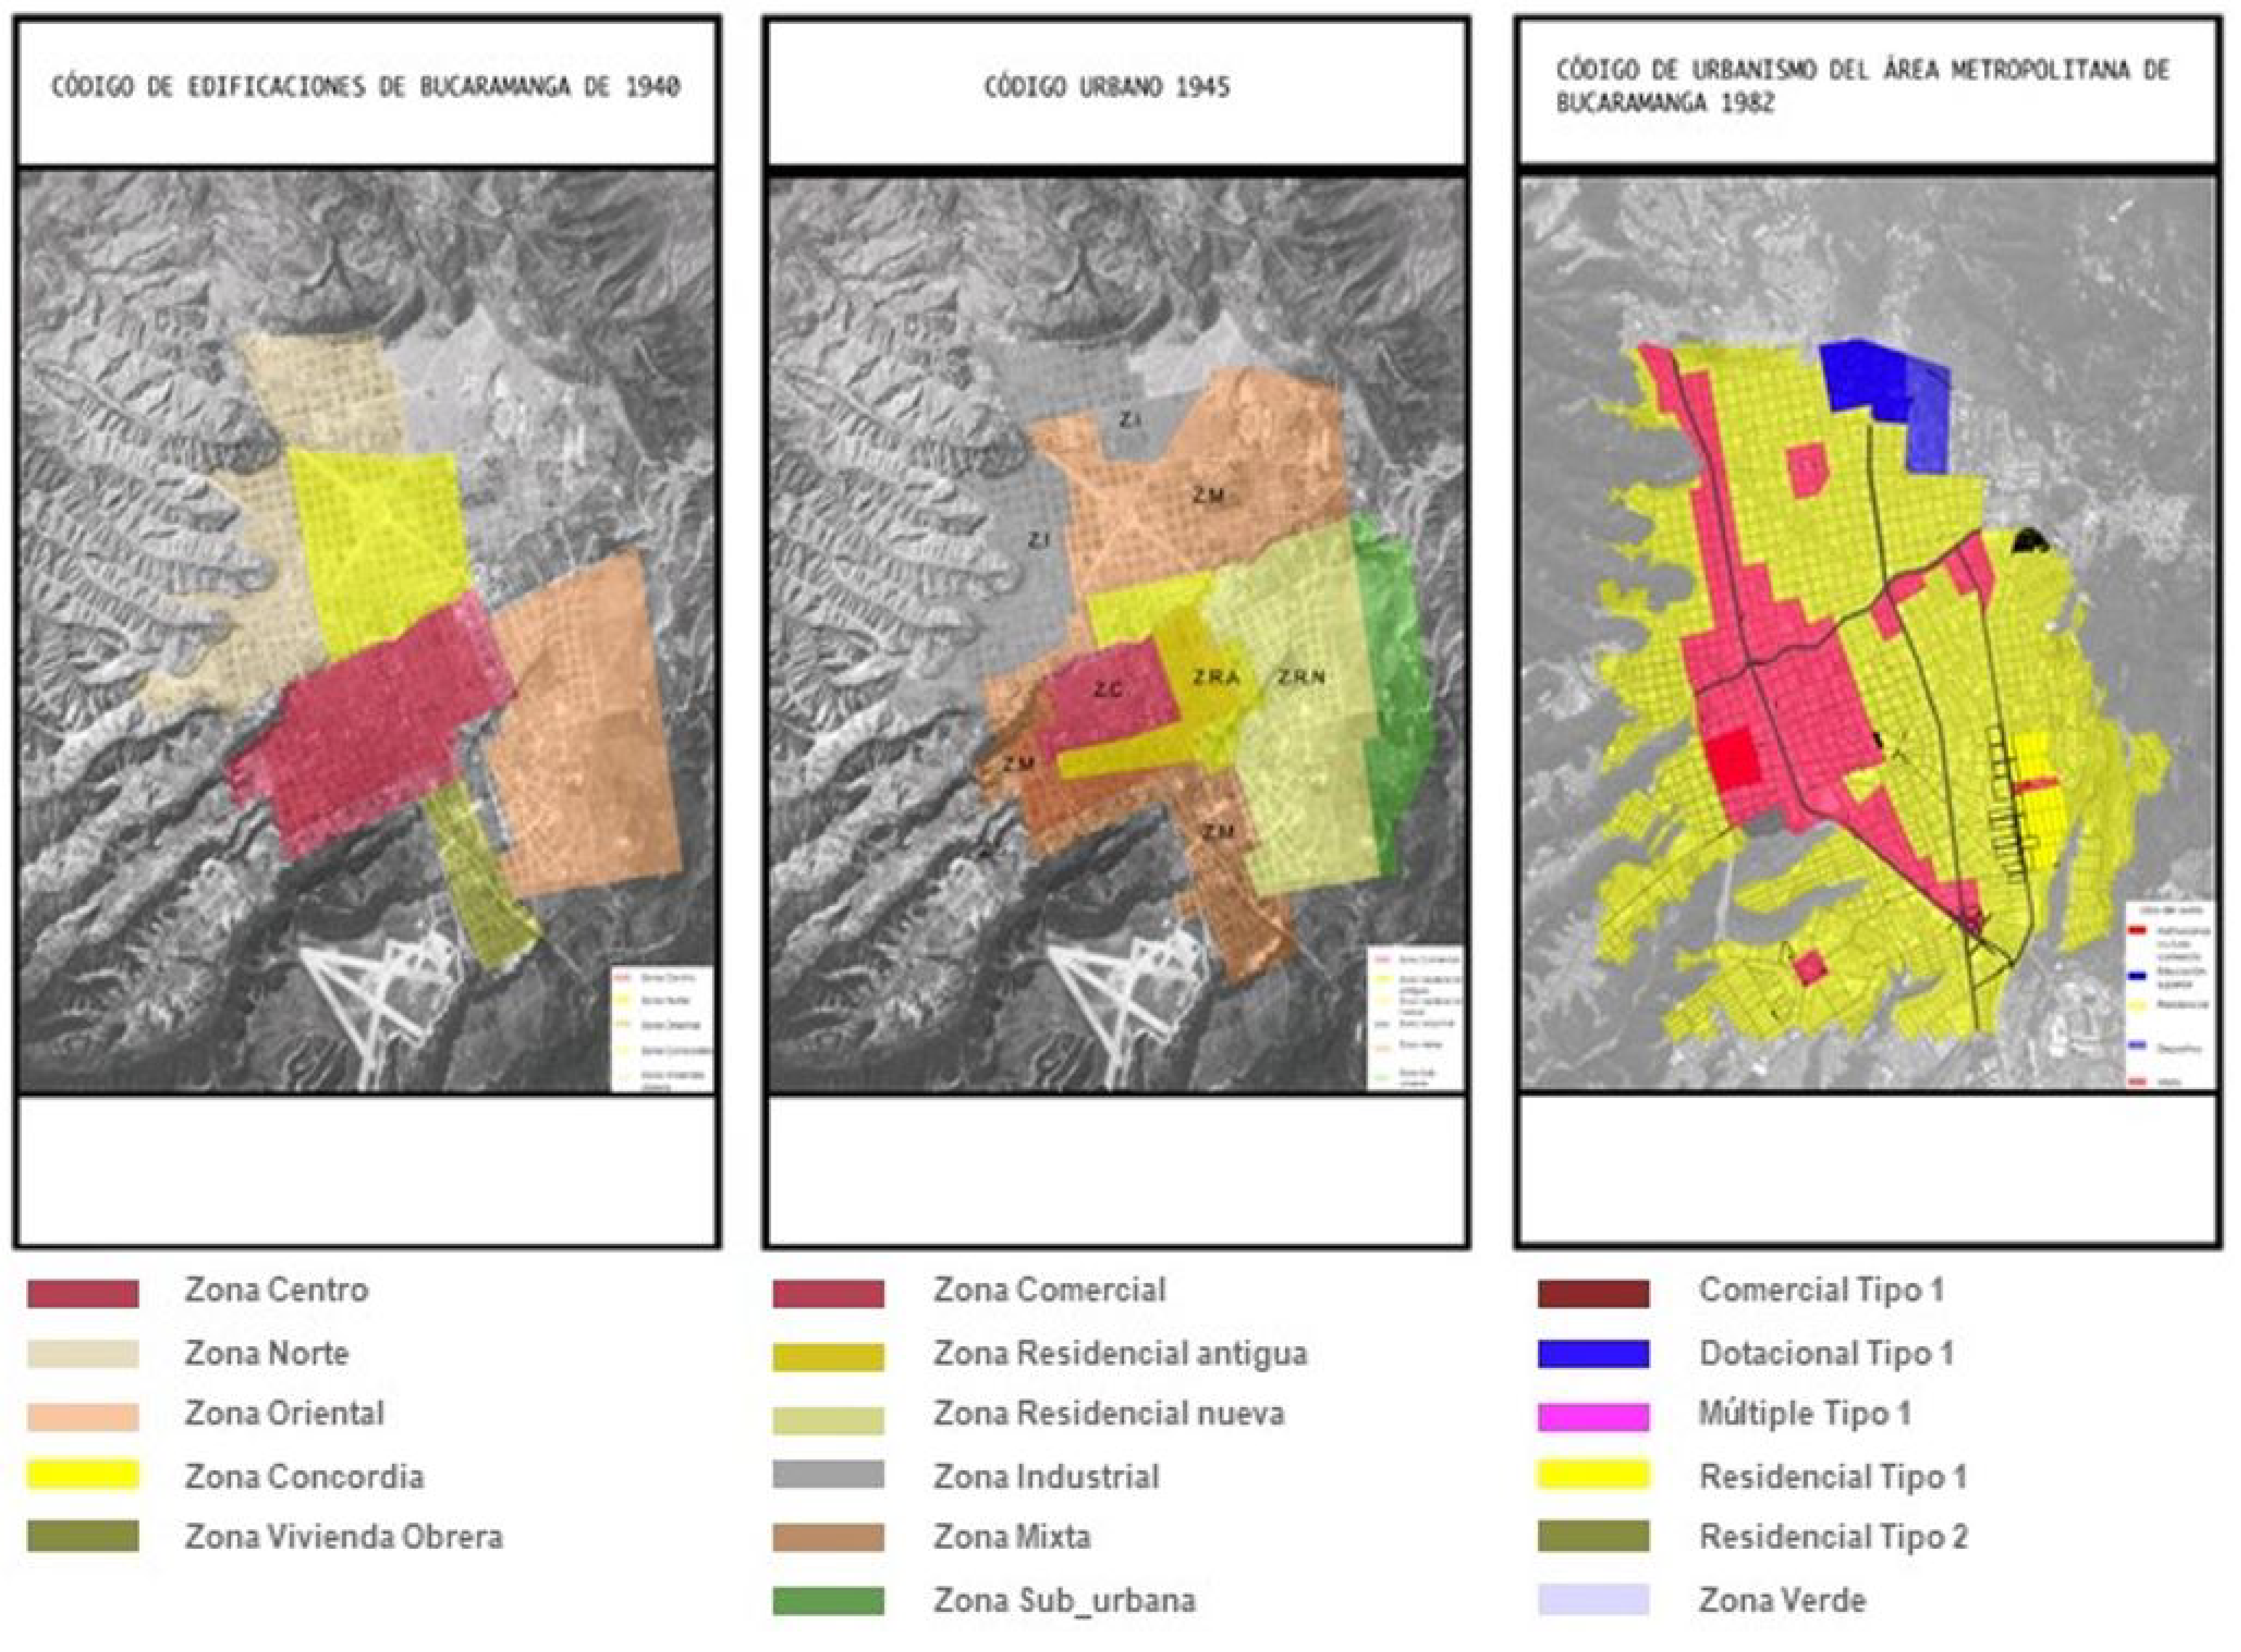 CÓDIGO DE EDIFICACIONES DE BUCARAMANGA DE 1940
CÓDIGO URBANO 1945
CÓDIGO DE URBANISMO DEL ÁREA METROPOLITANA DE
BUCARAMANGA 1982
Z.I
Z.M
Z.I
Z.C
Z.R.A
Z.R.N
Z.M
Z.M
Zona Centro
Zona Norte
Zona Oriental
Zona Concordia
Zona Vivienda Obrera
Zona Comercial
Zona Residencial antigua
Zona Residencial nueva
Zona Industrial
Zona Mixta
Zona Sub_urbana
Comercial Tipo 1
Dotacional Tipo 1
Múltiple Tipo 1
Residencial Tipo 1
Residencial Tipo 2
Zona Verde